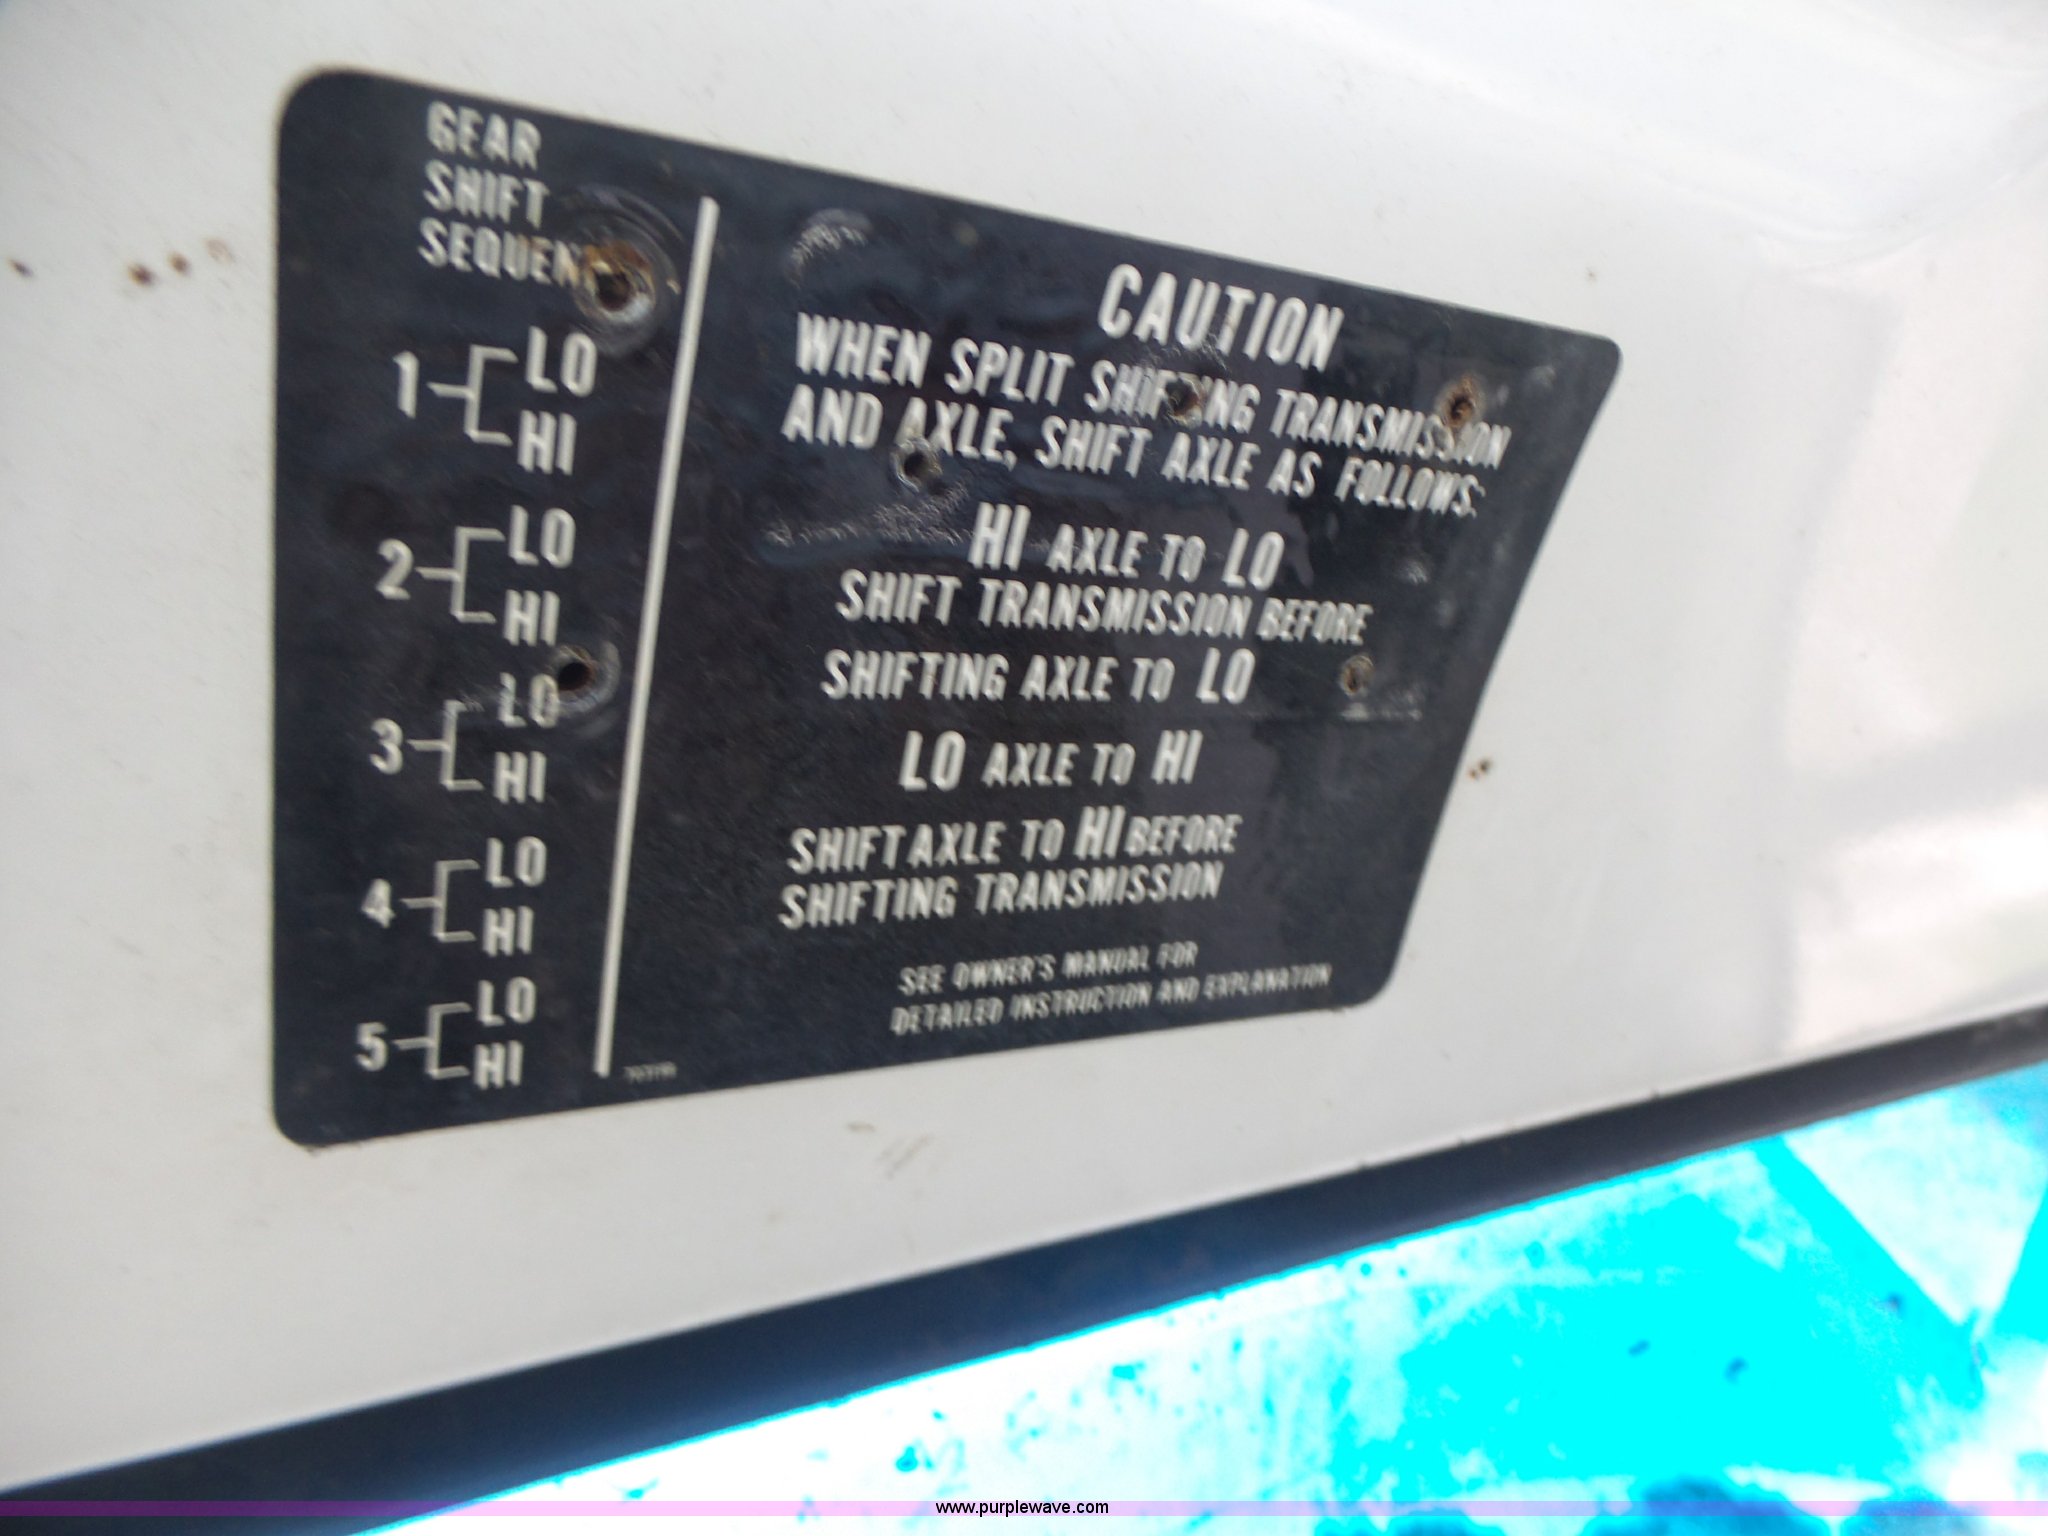 GEAR
SHIFT
SEQUEN
1 LO
HI
2 LO
HI
3 LO
HI
4 LO
HI
5 LO
HI
CAUTION
WHEN SPLIT SHIFTING TRANSMISSION
AND AXLE, SHIFT AXLE AS FOLLOWS:
HI AXLE TO LO
SHIFT TRANSMISSION BEFORE
SHIFTING AXLE TO LO
LO AXLE TO HI
SHIFT AXLE TO HI BEFORE
SHIFTING TRANSMISSION
SEE OWNER'S MANUAL FOR
DETAILED INSTRUCTION AND EXPLANATION
www.purplewave.com